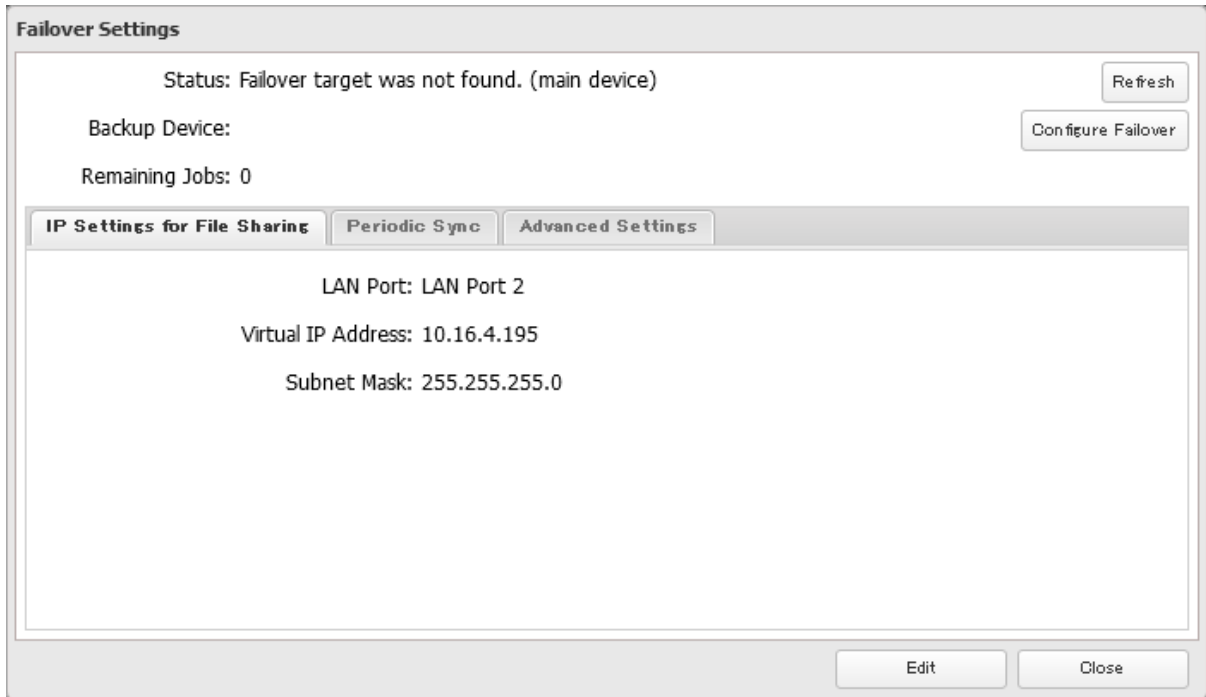 Failover Settings
Status: Failover target was not found. (main device)
Refresh
Backup Device:
Configure Failover
Remaining Jobs: 0
IP Settings for File Sharing
Periodic Sync
Advanced Settings
LAN Port: LAN Port 2
Virtual IP Address: 10.16.4.195
Subnet Mask: 255.255.255.0
Edit
Close